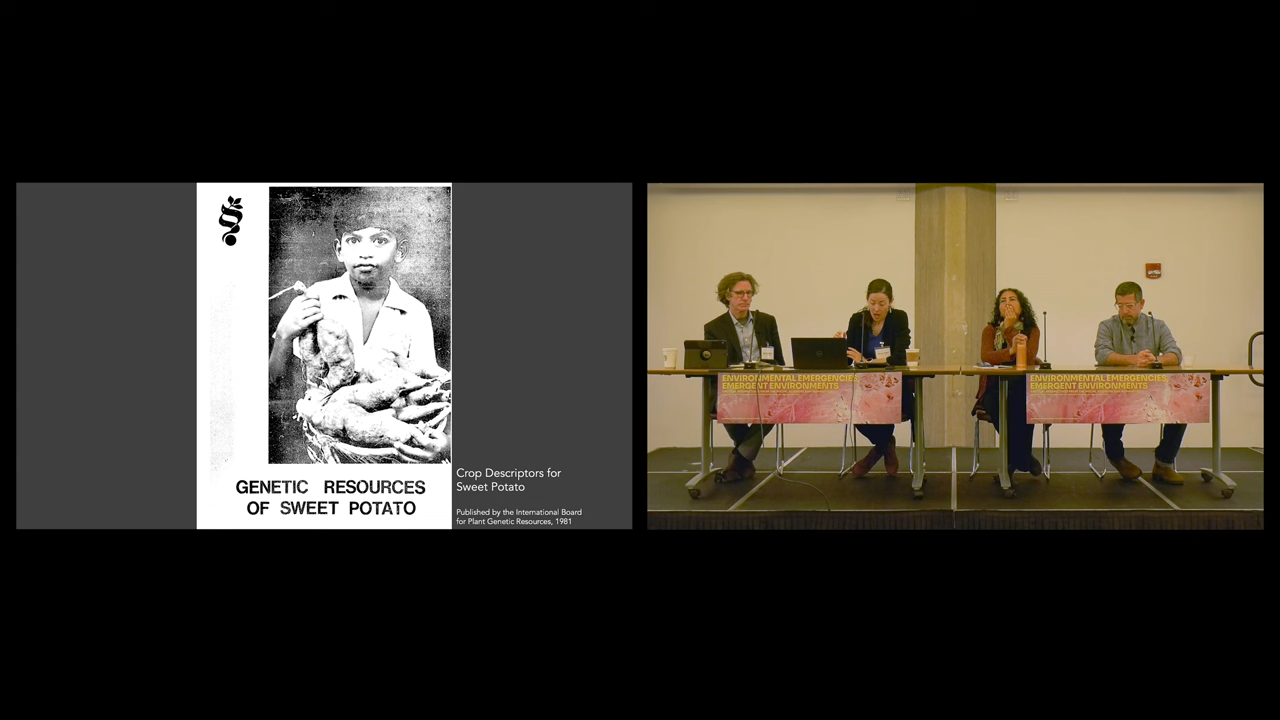 GENETIC RESOURCES
OF SWEET POTATO
Crop Descriptors for
Sweet Potato
Published by the International Board
for Plant Genetic Resources, 1981
ENVIRONMENTAL EMERGENCIES,
EMERGENT ENVIRONMENTS
ENVIRONMENTAL EMERGENCIES,
EMERGENT ENVIRONMENTS